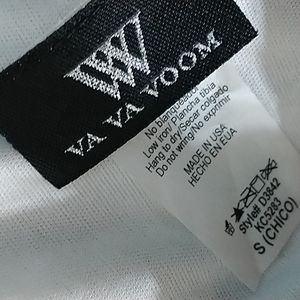 VA VA VOOM
No blanquear
Low iron/ Plancha tibia
Hang to dry/Secar colgado
Do not wring/No exprimir
MADE IN USA
HECHO EN EUA
Style# D3842
KC5283
S (CHICO)